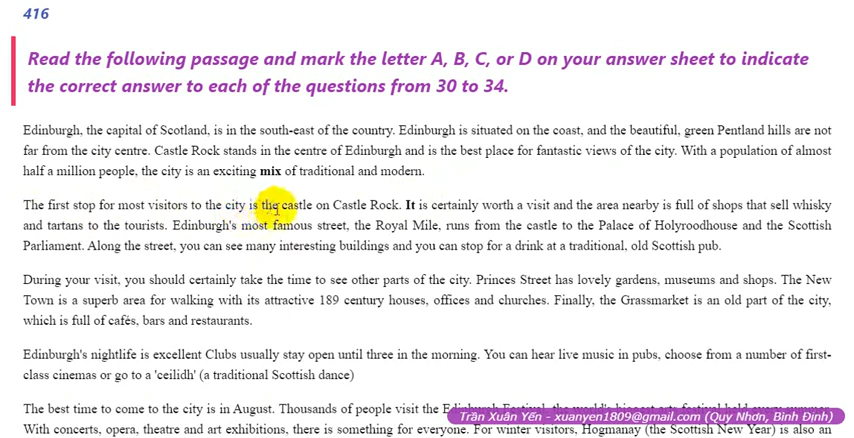 416
Read the following passage and mark the letter A, B, C, or D on your answer sheet to indicate
the correct answer to each of the questions from 30 to 34.
Edinburgh, the capital of Scotland, is in the south-east of the country. Edinburgh is situated on the coast, and the beautiful, green Pentland hills are not
far from the city centre. Castle Rock stands in the centre of Edinburgh and is the best place for fantastic views of the city. With a population of almost
half a million people, the city is an exciting mix of traditional and modern.
The first stop for most visitors to the city is the castle on Castle Rock. It is certainly worth a visit and the area nearby is full of shops that sell whisky
and tartans to the tourists. Edinburgh's most famous street, the Royal Mile, runs from the castle to the Palace of Holyroodhouse and the Scottish
Parliament. Along the street, you can see many interesting buildings and you can stop for a drink at a traditional, old Scottish pub.
During your visit, you should certainly take the time to see other parts of the city. Princes Street has lovely gardens, museums and shops. The New
Town is a superb area for walking with its attractive 189 century houses, offices and churches. Finally, the Grassmarket is an old part of the city,
which is full of cafés, bars and restaurants.
Edinburgh's nightlife is excellent Clubs usually stay open until three in the morning. You can hear live music in pubs, choose from a number of first-
class cinemas or go to a 'ceilidh' (a traditional Scottish dance)
The best time to come to the city is in August. Thousands of people visit the
Trần Xuân Yến - xuanyen1809@gmail.com (Quy Nhơn, Bình Định)
With concerts, opera, theatre and art exhibitions, there is something for everyone. For winter visitors, Hogmanay (the Scottish New Year) is also an